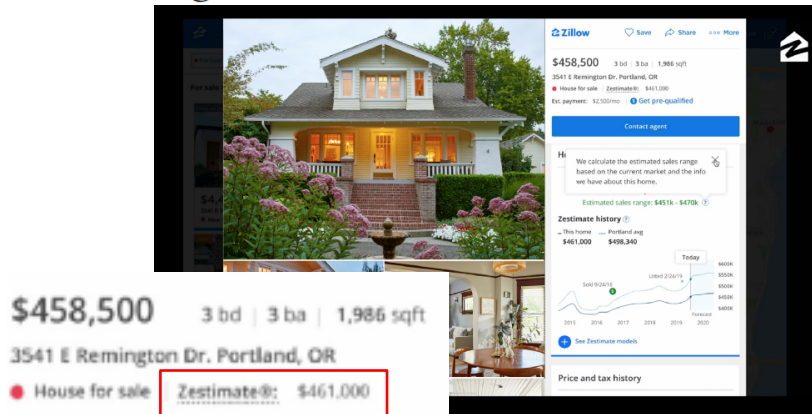 Zillow
Save
Share
More
$458,500 3 bd | 3 ba | 1,986 sqft
3541 E Remington Dr. Portland, OR
House for sale | Zestimate®: $461,000
Est. payment: $2,500/mo | $ Get pre-qualified
Contact agent
We calculate the estimated sales range
based on the current market and the info
we have about this home.
Estimated sales range: $451k - $470k ?
Zestimate history ?
This home
Portland avg
$461,000
$498,340
Today
$600K
$550K
$500K
$450K
$400K
Listed 2/24/19
Sold 9/24/15
Forecast
2015 2016 2017 2018 2019 2020
See Zestimate models
Price and tax history
$458,500 3 bd | 3 ba | 1,986 sqft
3541 E Remington Dr. Portland, OR
House for sale | Zestimate®: $461,000